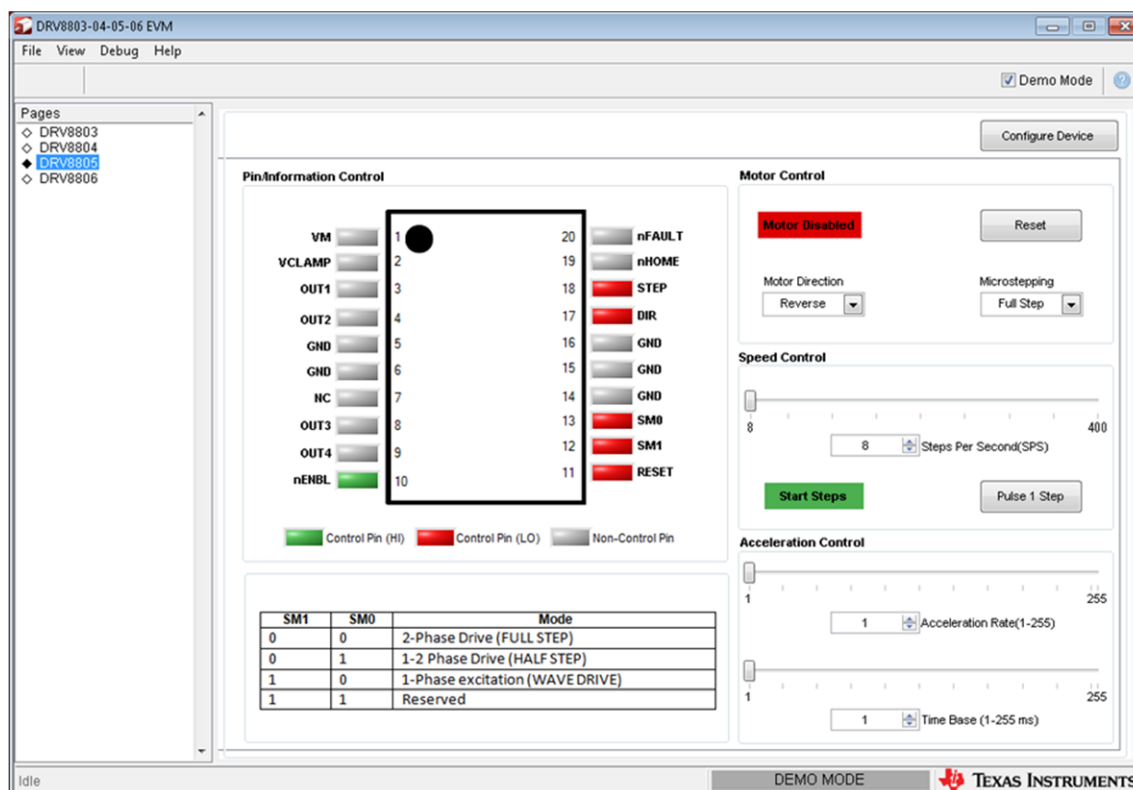 DRV8803-04-05-06 EVM
File View Debug Help
Demo Mode ?
Pages
DRV8803
DRV8804
DRV8805
DRV8806
Configure Device
Pin/Information Control
VM 1 20 nFAULT
VCLAMP 2 19 nHOME
OUT1 3 18 STEP
OUT2 4 17 DIR
GND 5 16 GND
GND 6 15 GND
NC 7 14 GND
OUT3 8 13 SM0
OUT4 9 12 SM1
nENBL 10 11 RESET
Control Pin (HI) Control Pin (LO) Non-Control Pin
SM1 SM0 Mode
0 0 2-Phase Drive (FULL STEP)
0 1 1-2 Phase Drive (HALF STEP)
1 0 1-Phase excitation (WAVE DRIVE)
1 1 Reserved
Motor Control
Motor Disabled Reset
Motor Direction Microstepping
Reverse Full Step
Speed Control
8 400
8 Steps Per Second(SPS)
Start Steps Pulse 1 Step
Acceleration Control
1 255
1 Acceleration Rate(1-255)
1 255
1 Time Base (1-255 ms)
Idle DEMO MODE TEXAS INSTRUMENTS